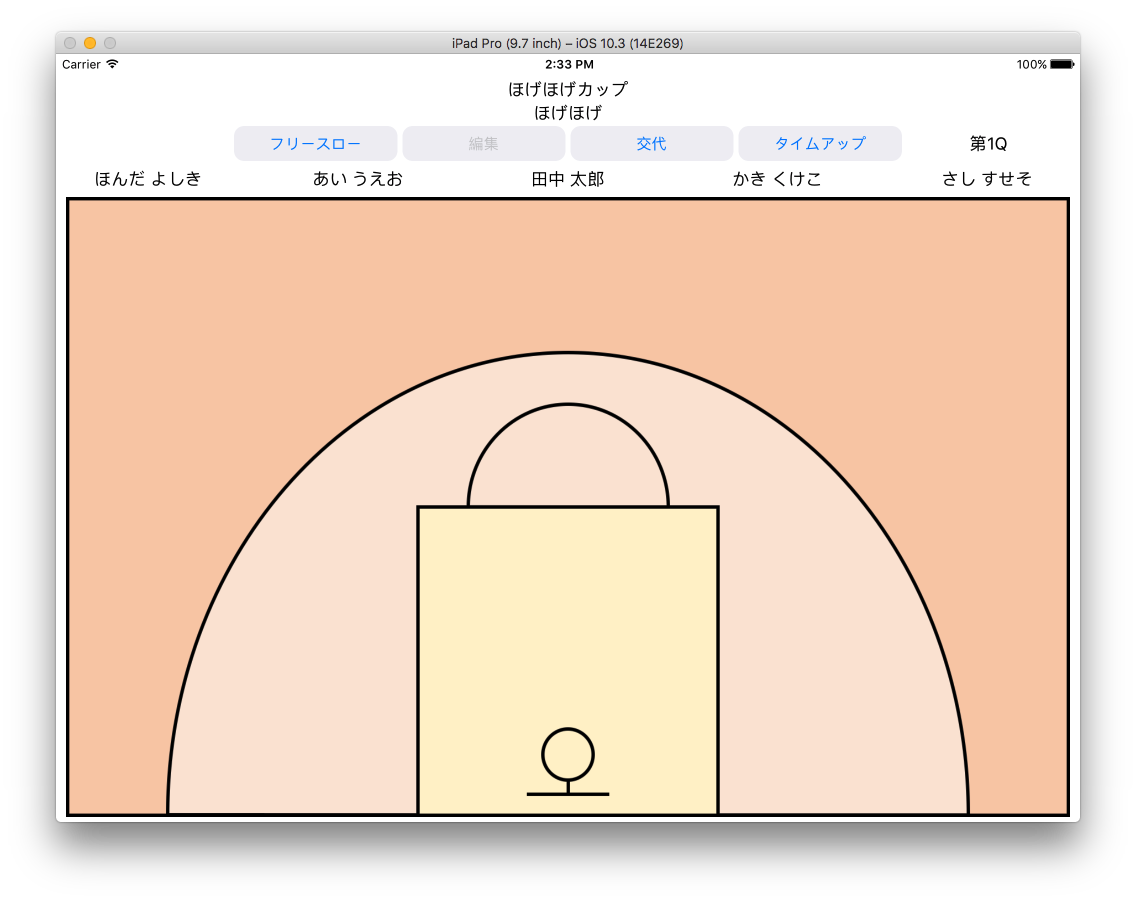 iPad Pro (9.7 inch) – iOS 10.3 (14E269)
Carrier 2:33 PM 100%
ほげほげカップ
ほげほげ
フリースロー 編集 交代 タイムアップ 第1Q
ほんだ よしき あい うえお 田中 太郎 かき くけこ さし すせそ